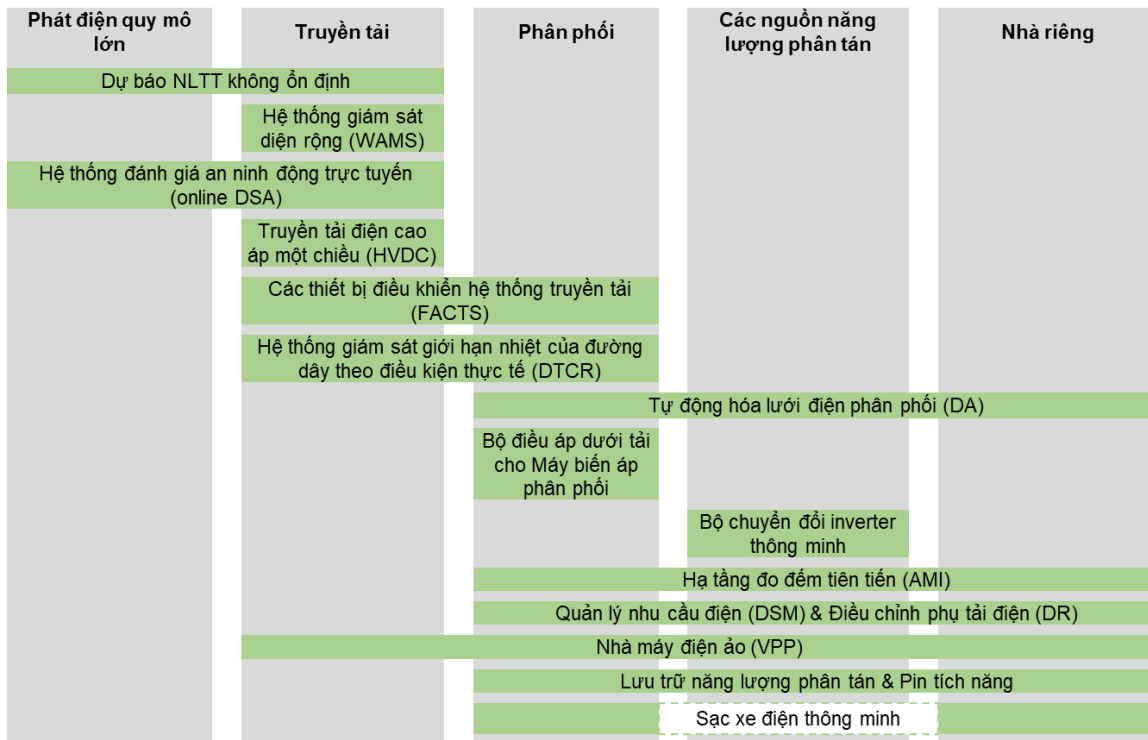 Phát điện quy mô
lớn
Truyền tải
Phân phối
Các nguồn năng
lượng phân tán
Nhà riêng
Dự báo NLTT không ổn định
Hệ thống giám sát
diện rộng (WAMS)
Hệ thống đánh giá an ninh động trực tuyến
(online DSA)
Truyền tải điện cao
áp một chiều (HVDC)
Các thiết bị điều khiển hệ thống truyền tải
(FACTS)
Hệ thống giám sát giới hạn nhiệt của đường
dây theo điều kiện thực tế (DTCR)
Tự động hóa lưới điện phân phối (DA)
Bộ điều áp dưới tải
cho Máy biến áp
phân phối
Bộ chuyển đổi inverter
thông minh
Hạ tầng đo đếm tiên tiến (AMI)
Quản lý nhu cầu điện (DSM) & Điều chỉnh phụ tải điện (DR)
Nhà máy điện ảo (VPP)
Lưu trữ năng lượng phân tán & Pin tích năng
Sạc xe điện thông minh